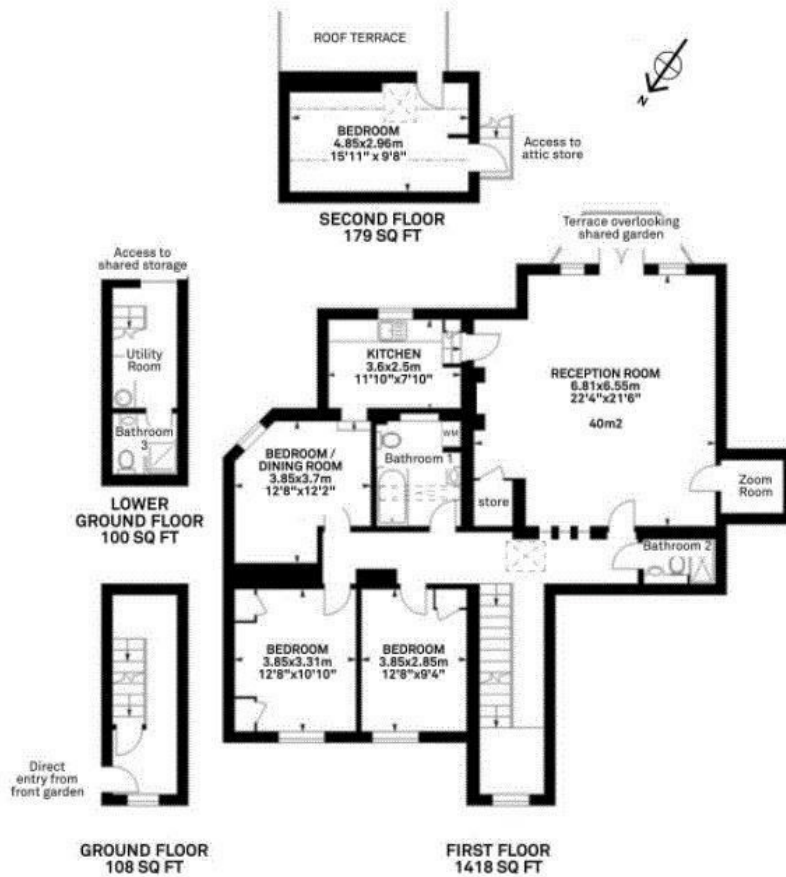 ROOF TERRACE
N
BEDROOM
4.85x2.96m
15'11" x 9'8"
Access to
attic store
SECOND FLOOR
179 SQ FT
Terrace overlooking
shared garden
Access to
shared storage
Utility
Room
Bathroom
3
LOWER
GROUND FLOOR
100 SQ FT
KITCHEN
3.6x2.5m
11'10"x7'10"
RECEPTION ROOM
6.81x6.55m
22'4"x21'6"
40m2
BEDROOM /
DINING ROOM
3.85x3.7m
12'8"x12'2"
WM
Bathroom 1
store
Zoom
Room
Bathroom 2
BEDROOM
3.85x3.31m
12'8"x10'10"
BEDROOM
3.85x2.85m
12'8"x9'4"
Direct
entry from
front garden
GROUND FLOOR
108 SQ FT
FIRST FLOOR
1418 SQ FT